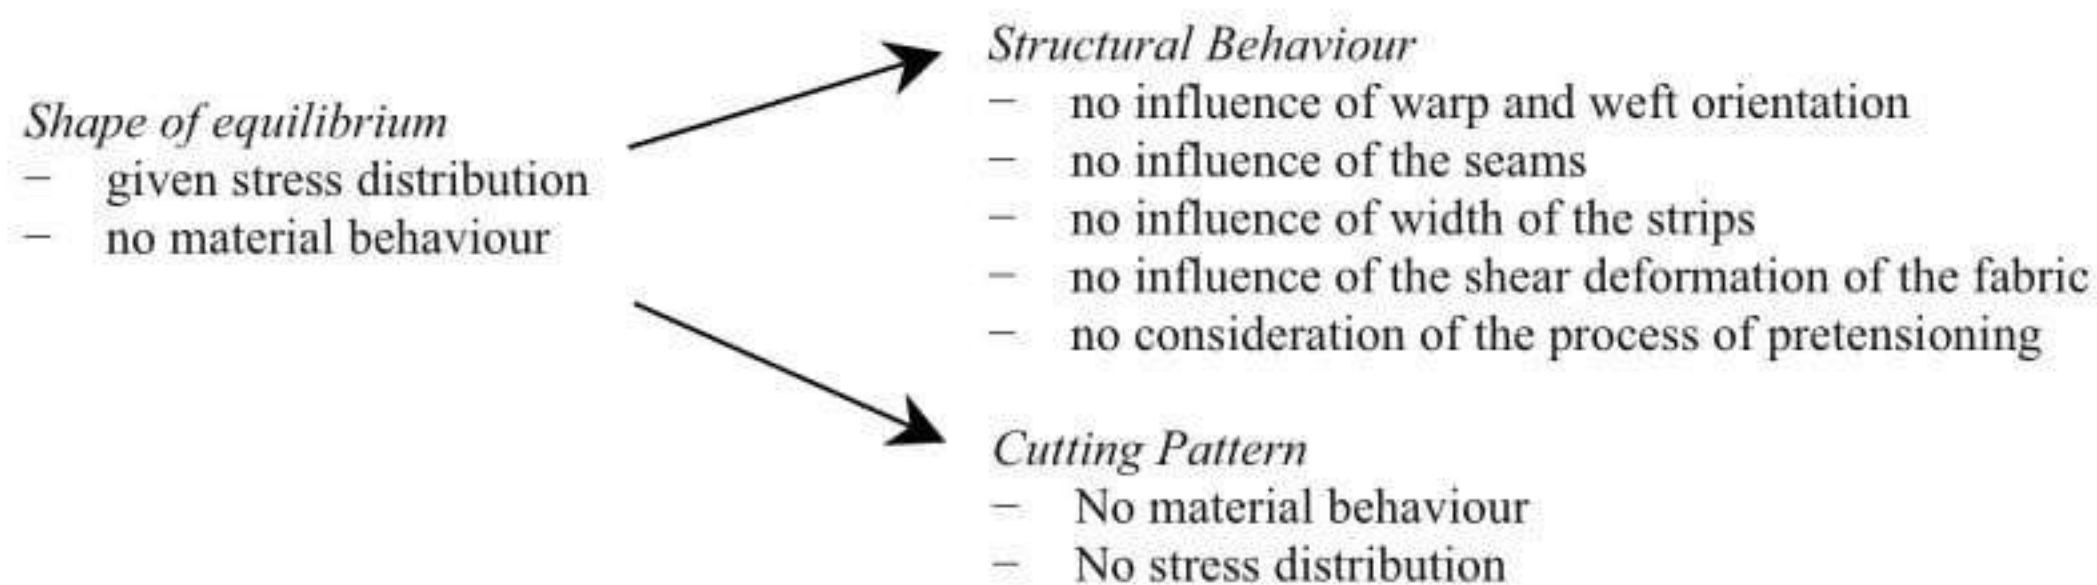 Shape of equilibrium
– given stress distribution
– no material behaviour
Structural Behaviour
– no influence of warp and weft orientation
– no influence of the seams
– no influence of width of the strips
– no influence of the shear deformation of the fabric
– no consideration of the process of pretensioning
Cutting Pattern
– No material behaviour
– No stress distribution